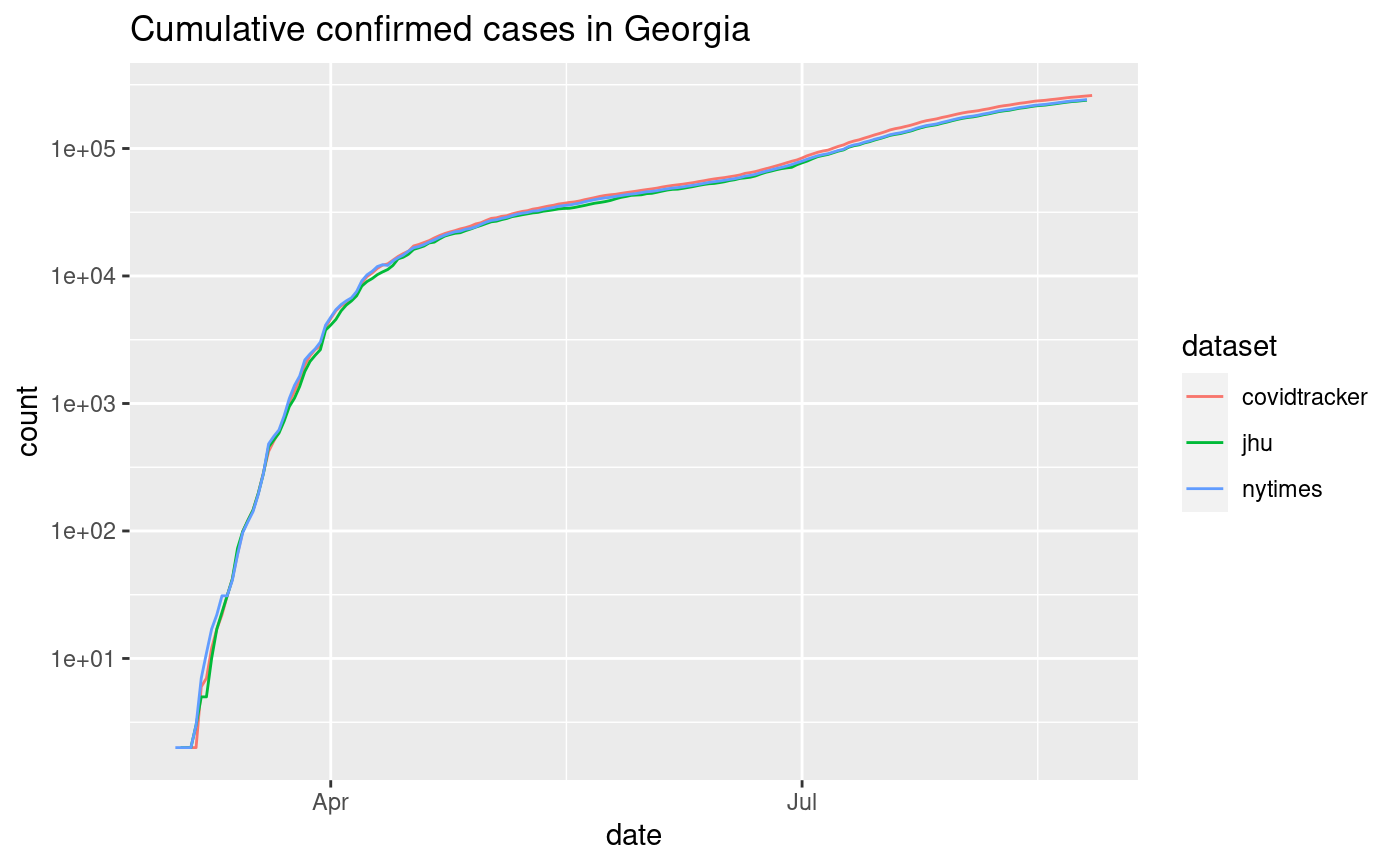 Cumulative confirmed cases in Georgia
1e+05
1e+04
1e+03
1e+02
1e+01
count
Apr
Jul
date
dataset
covidtracker
jhu
nytimes